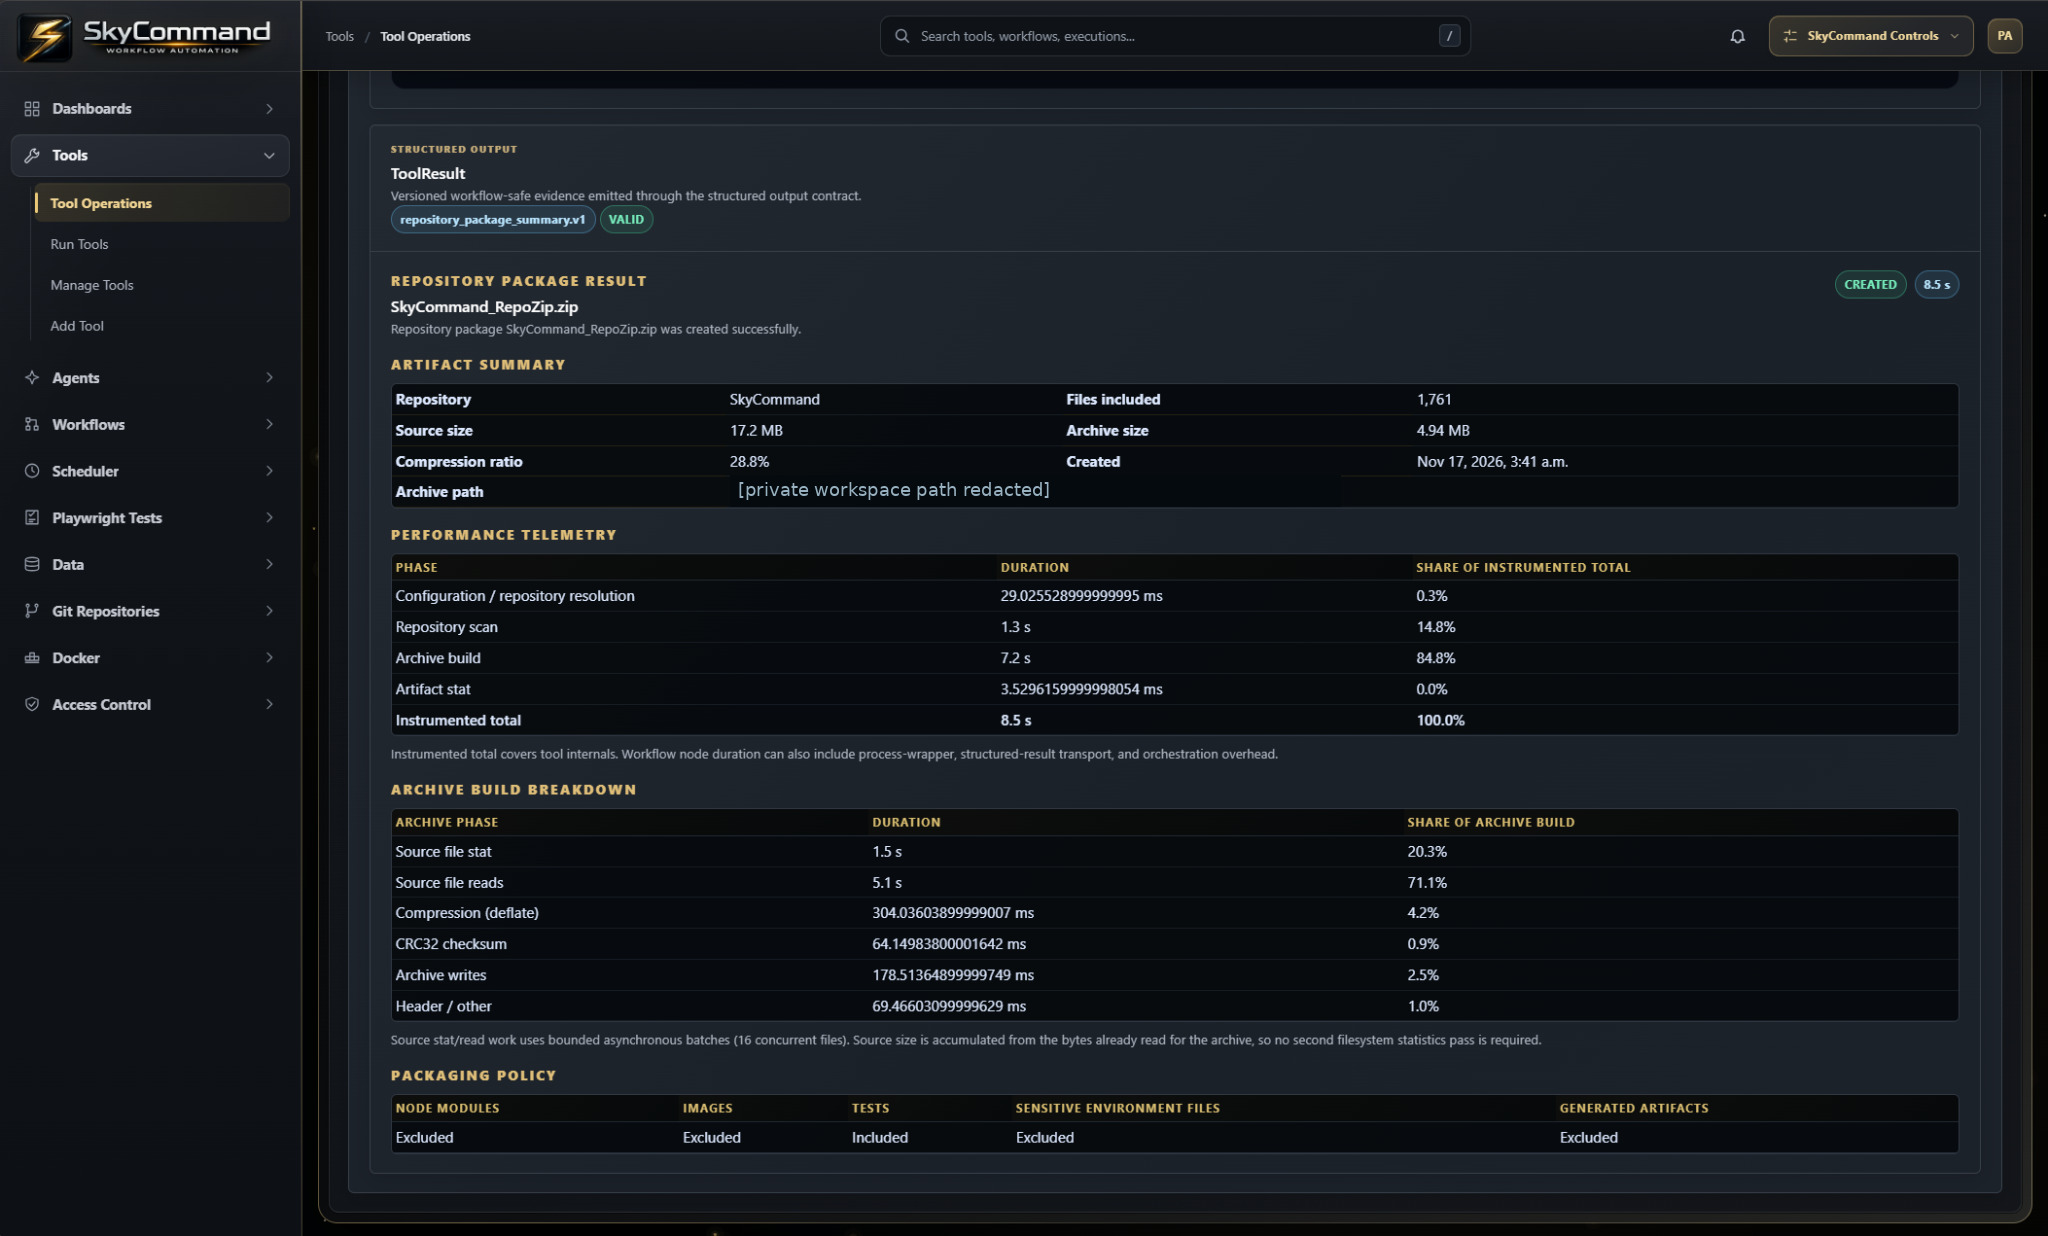 SkyCommand
WORKFLOW AUTOMATION
Tools / Tool Operations
Search tools, workflows, executions...
/
SkyCommand Controls
PA
Dashboards
Tools
Tool Operations
Run Tools
Manage Tools
Add Tool
Agents
Workflows
Scheduler
Playwright Tests
Data
Git Repositories
Docker
Access Control
STRUCTURED OUTPUT
ToolResult
Versioned workflow-safe evidence emitted through the structured output contract.
repository_package_summary.v1 VALID
REPOSITORY PACKAGE RESULT
CREATED 8.5 s
SkyCommand_RepoZip.zip
Repository package SkyCommand_RepoZip.zip was created successfully.
ARTIFACT SUMMARY
Repository SkyCommand Files included 1,761
Source size 17.2 MB Archive size 4.94 MB
Compression ratio 28.8% Created Nov 17, 2026, 3:41 a.m.
Archive path [private workspace path redacted]
PERFORMANCE TELEMETRY
PHASE DURATION SHARE OF INSTRUMENTED TOTAL
Configuration / repository resolution 29.025528999999995 ms 0.3%
Repository scan 1.3 s 14.8%
Archive build 7.2 s 84.8%
Artifact stat 3.5296159999998054 ms 0.0%
Instrumented total 8.5 s 100.0%
Instrumented total covers tool internals. Workflow node duration can also include process-wrapper, structured-result transport, and orchestration overhead.
ARCHIVE BUILD BREAKDOWN
ARCHIVE PHASE DURATION SHARE OF ARCHIVE BUILD
Source file stat 1.5 s 20.3%
Source file reads 5.1 s 71.1%
Compression (deflate) 304.03603899999007 ms 4.2%
CRC32 checksum 64.14983800001642 ms 0.9%
Archive writes 178.51364899999749 ms 2.5%
Header / other 69.46603099999629 ms 1.0%
Source stat/read work uses bounded asynchronous batches (16 concurrent files). Source size is accumulated from the bytes already read for the archive, so no second filesystem statistics pass is required.
PACKAGING POLICY
NODE MODULES IMAGES TESTS SENSITIVE ENVIRONMENT FILES GENERATED ARTIFACTS
Excluded Excluded Included Excluded Excluded